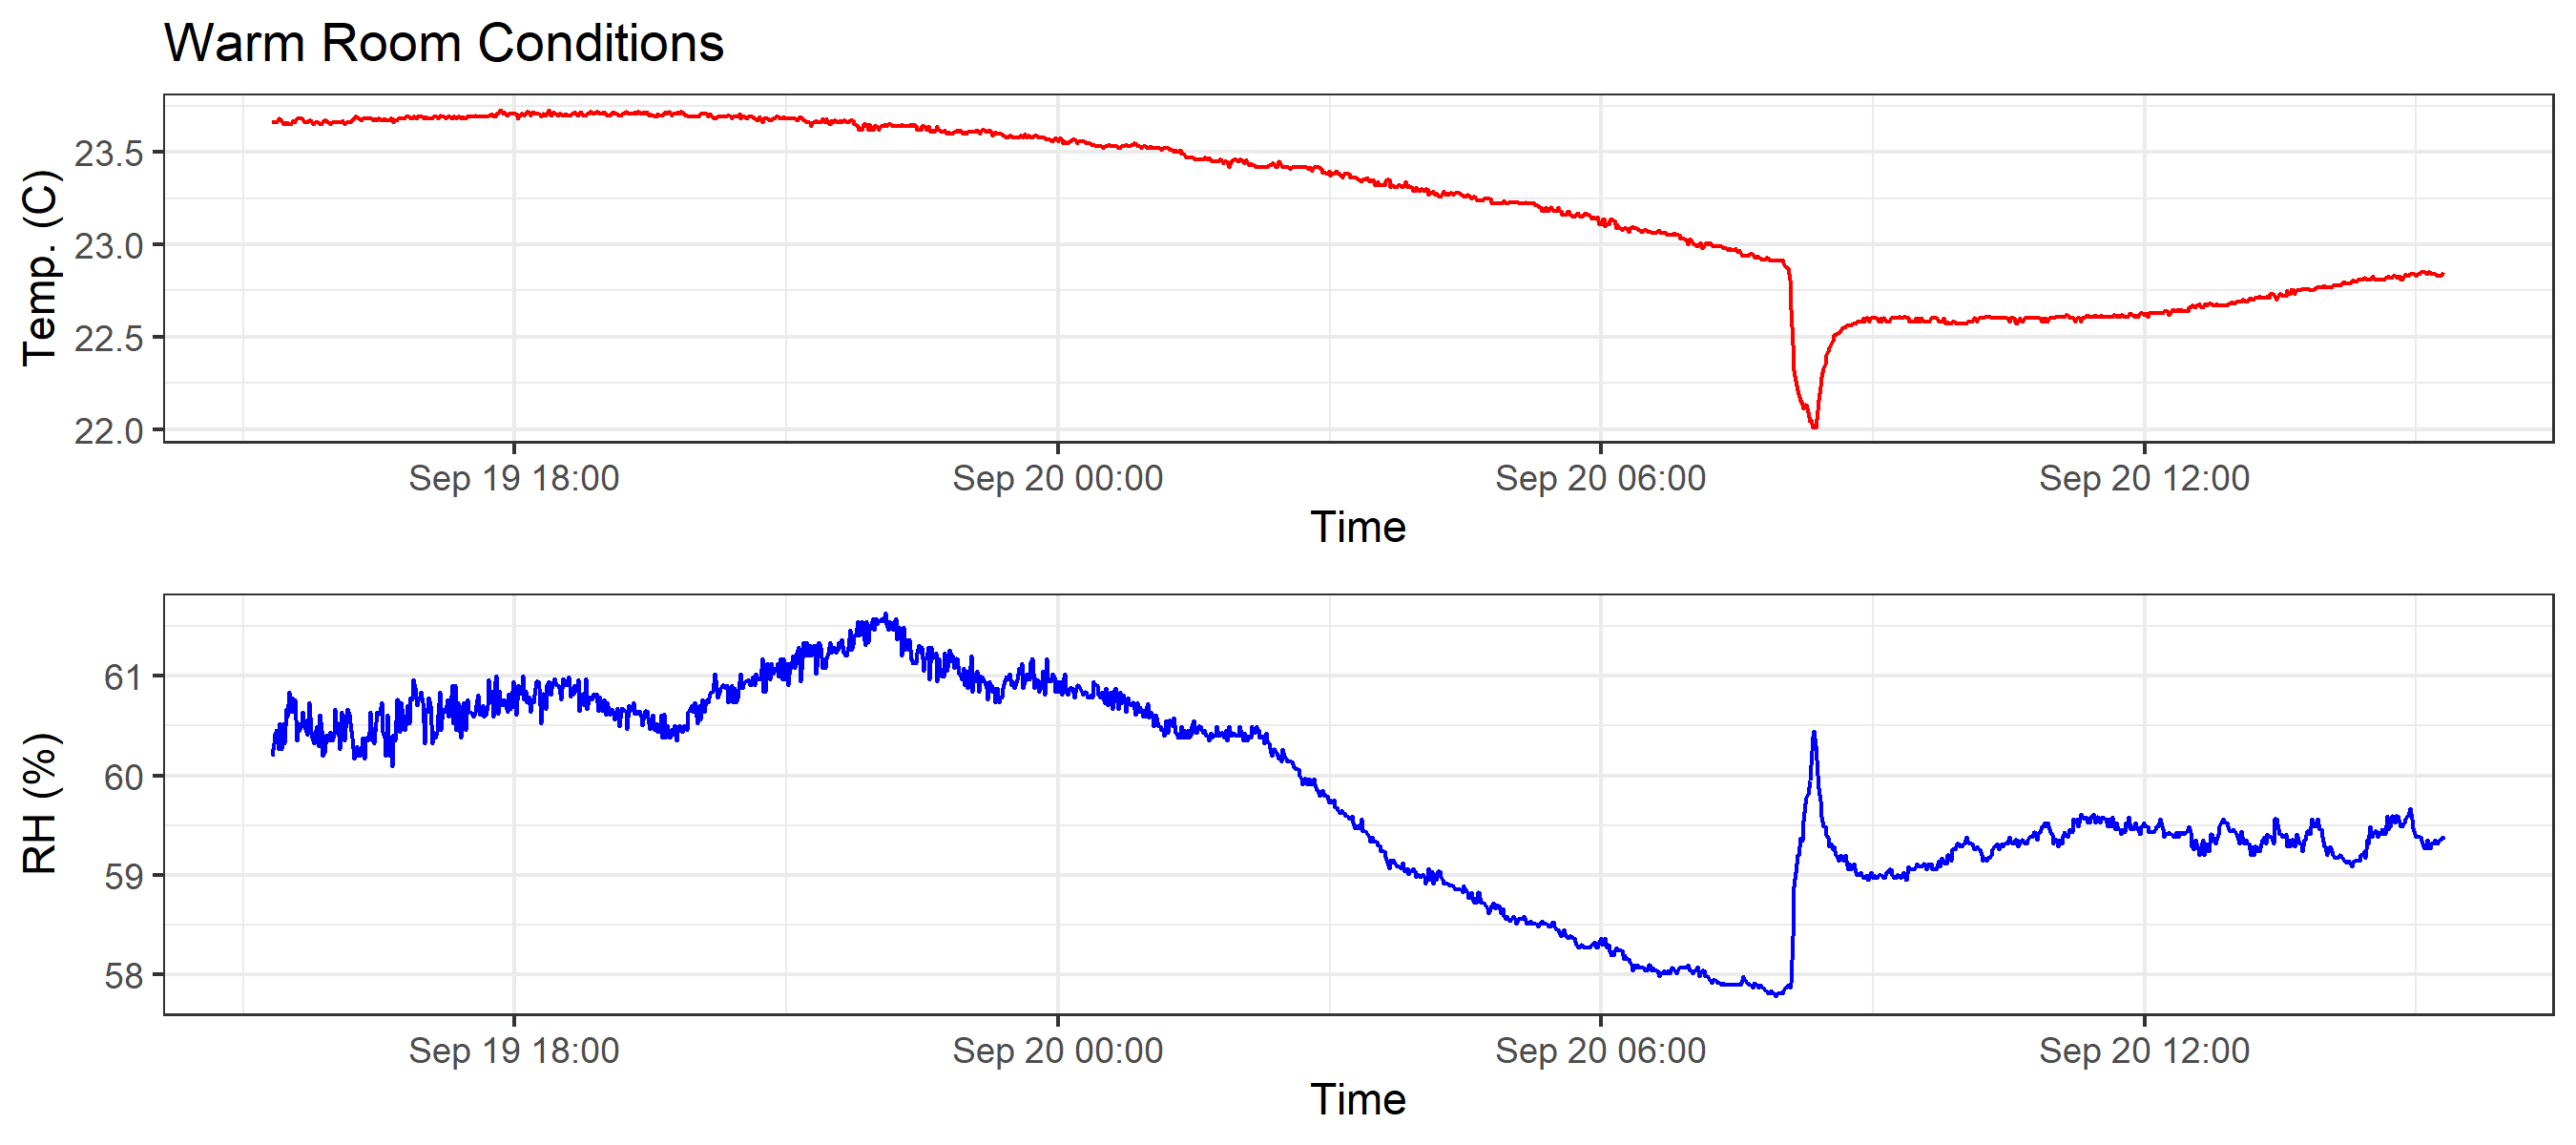 Warm Room Conditions
Temp. (C)
23.5
23.0
22.5
22.0
Sep 19 18:00 Sep 20 00:00 Sep 20 06:00 Sep 20 12:00
Time
RH (%)
61
60
59
58
Sep 19 18:00 Sep 20 00:00 Sep 20 06:00 Sep 20 12:00
Time